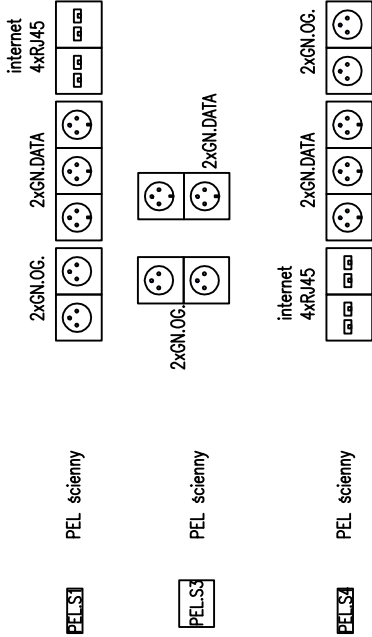 PEL.S1
PEL ścienny
2xGN.OG.
2xGN.DATA
internet
4xRJ45
PEL.S3
PEL ścienny
2xGN.OG.
2xGN.DATA
PEL.S4
PEL ścienny
internet
4xRJ45
2xGN.DATA
2xGN.OG.